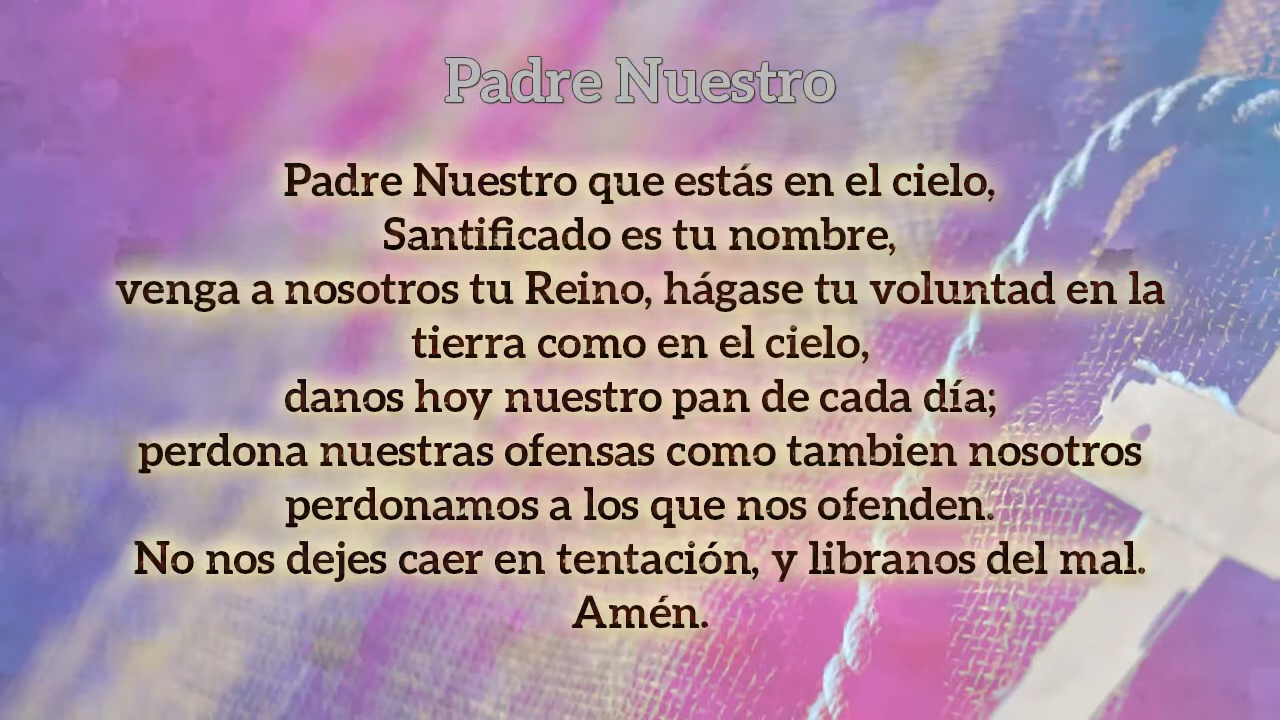 Padre Nuestro
Padre Nuestro que estás en el cielo,
Santificado es tu nombre,
venga a nosotros tu Reino, hágase tu voluntad en la
tierra como en el cielo,
danos hoy nuestro pan de cada día;
perdona nuestras ofensas como tambien nosotros
perdonamos a los que nos ofenden.
No nos dejes caer en tentación, y libranos del mal.
Amén.